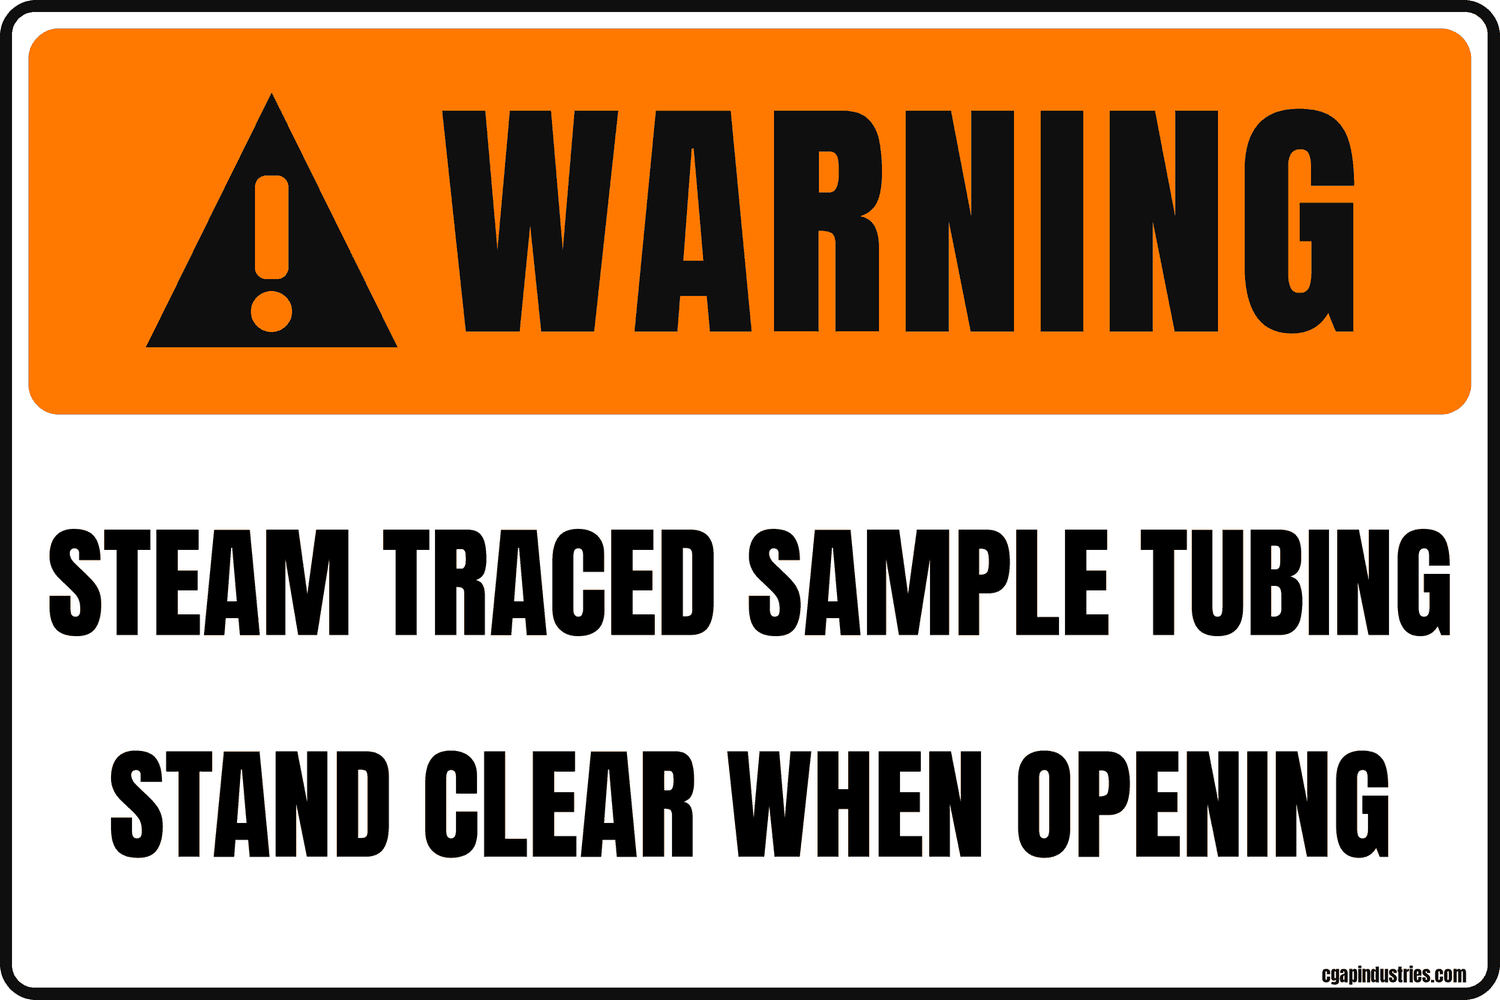 WARNING
STEAM TRACED SAMPLE TUBING
STAND CLEAR WHEN OPENING
cgapindustries.com